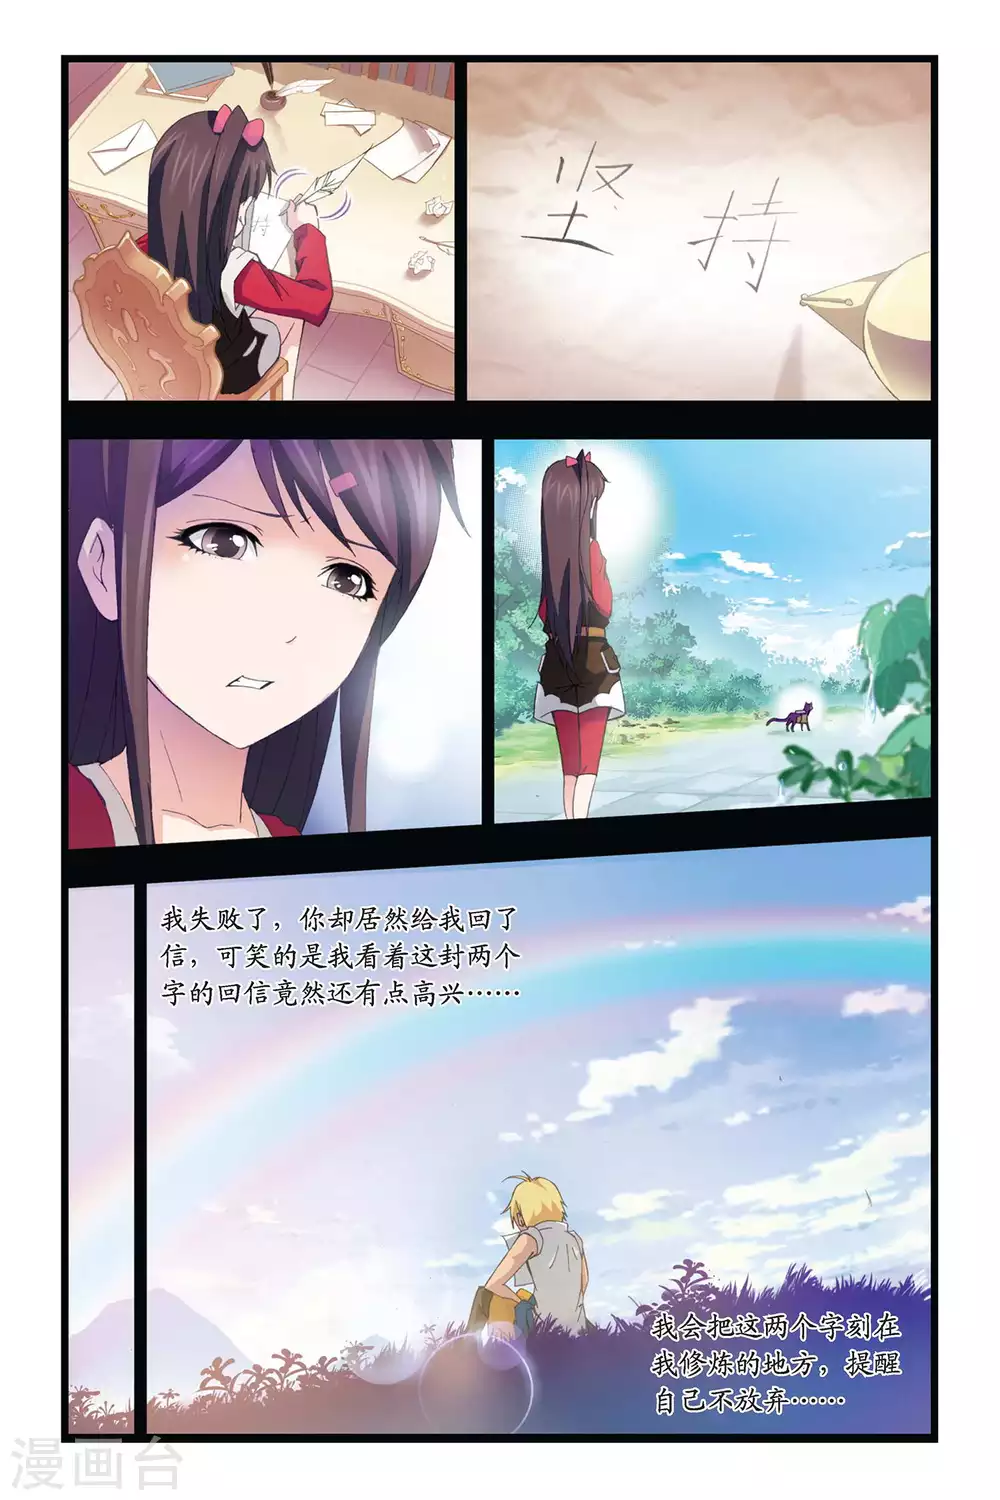 坚持
我失败了，你却居然给我回了
信，可笑的是我看着这封两个
字的回信竟然还有点高兴……
我会把这两个字刻在
我修炼的地方，提醒
自己不放弃……
漫画台